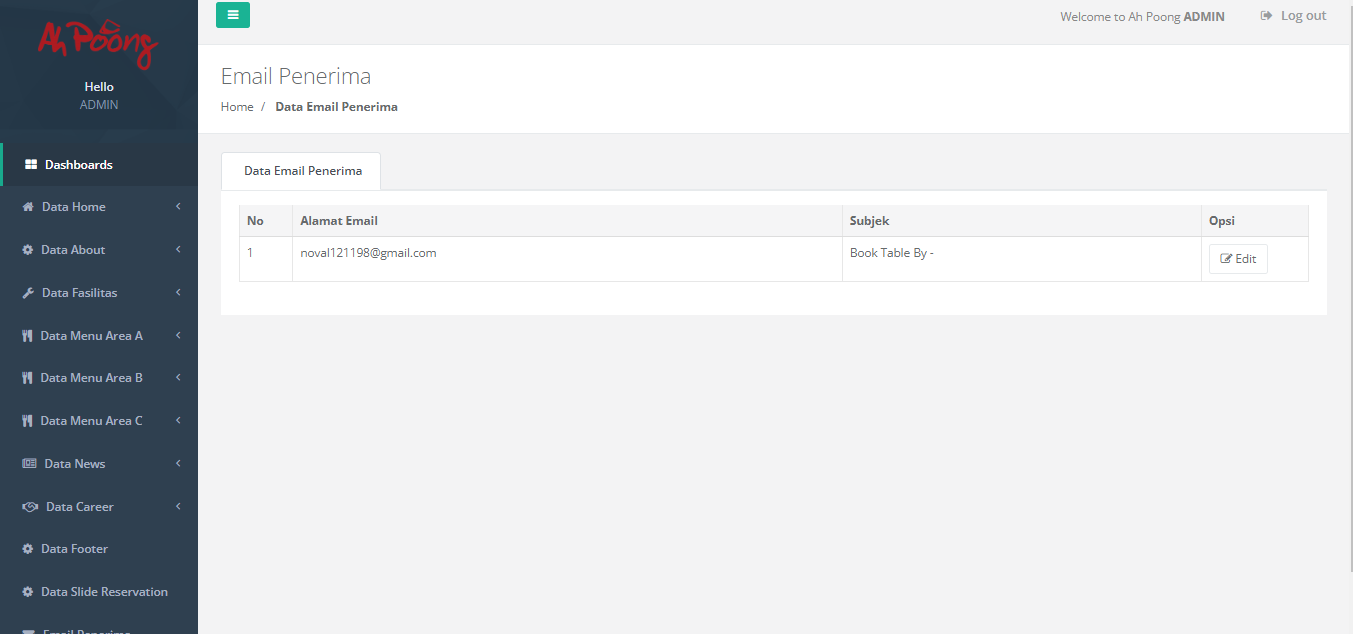 Ah Poong
Hello
ADMIN
Dashboards
Data Home
Data About
Data Fasilitas
Data Menu Area A
Data Menu Area B
Data Menu Area C
Data News
Data Career
Data Footer
Data Slide Reservation
Email Penerima
Welcome to Ah Poong ADMIN
Log out
Email Penerima
Home / Data Email Penerima
Data Email Penerima
No Alamat Email Subjek Opsi
1 noval121198@gmail.com Book Table By - Edit